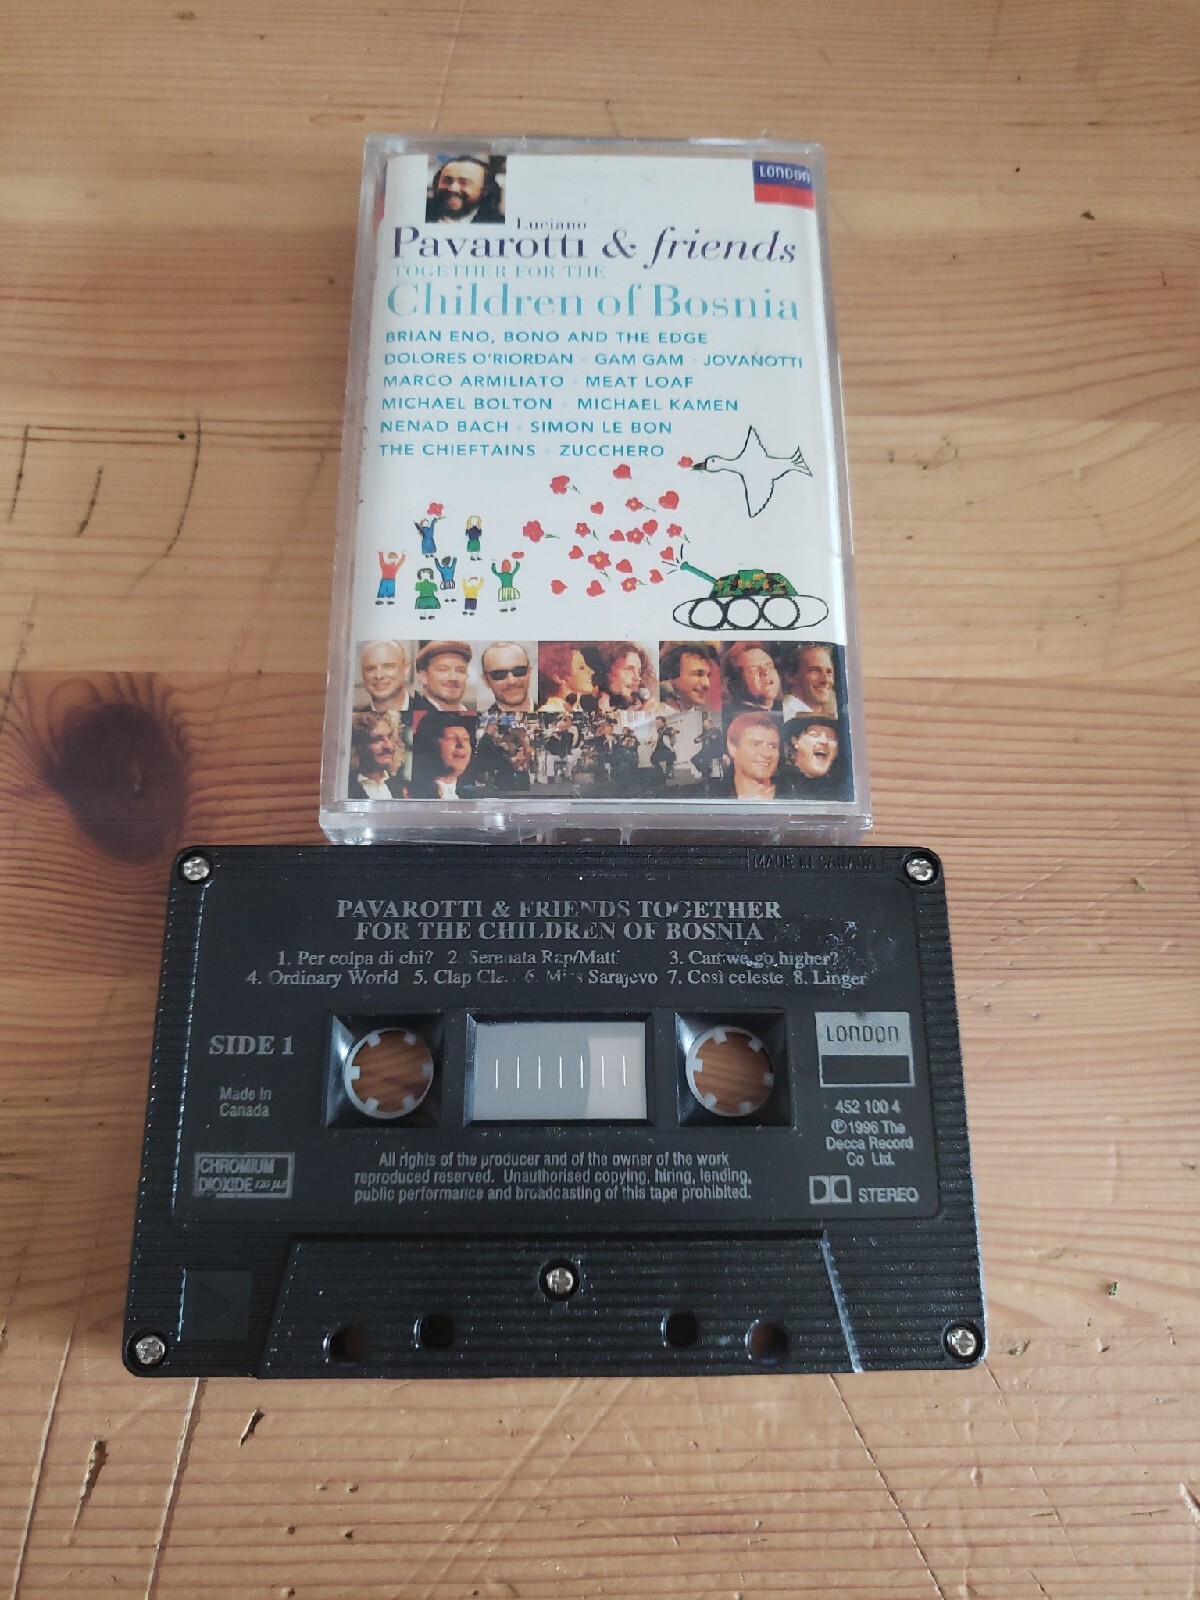 LONDON
Luciano
Pavarotti & friends
TOGETHER FOR THE
Children of Bosnia
BRIAN ENO, BONO AND THE EDGE
DOLORES O'RIORDAN • GAM GAM • JOVANOTTI
MARCO ARMILIATO • MEAT LOAF
MICHAEL BOLTON • MICHAEL KAMEN
NENAD BACH • SIMON LE BON
THE CHIEFTAINS • ZUCCHERO
MADE IN CANADA
PAVAROTTI & FRIENDS TOGETHER
FOR THE CHILDREN OF BOSNIA
1. Per colpa di chi? 2. Serenata Rap/Matt 3. Can we go higher?
4. Ordinary World 5. Clap 6. Miss Sarajevo 7. Così celeste 8. Linger
SIDE 1
Made In
Canada
LONDON
452 100 4
℗1996 The
Decca Record
Co Ltd.
CHROMIUM
DIOXIDE 120 µs
All rights of the producer and of the owner of the work
reproduced reserved. Unauthorised copying, hiring, lending,
public performance and broadcasting of this tape prohibited.
STEREO